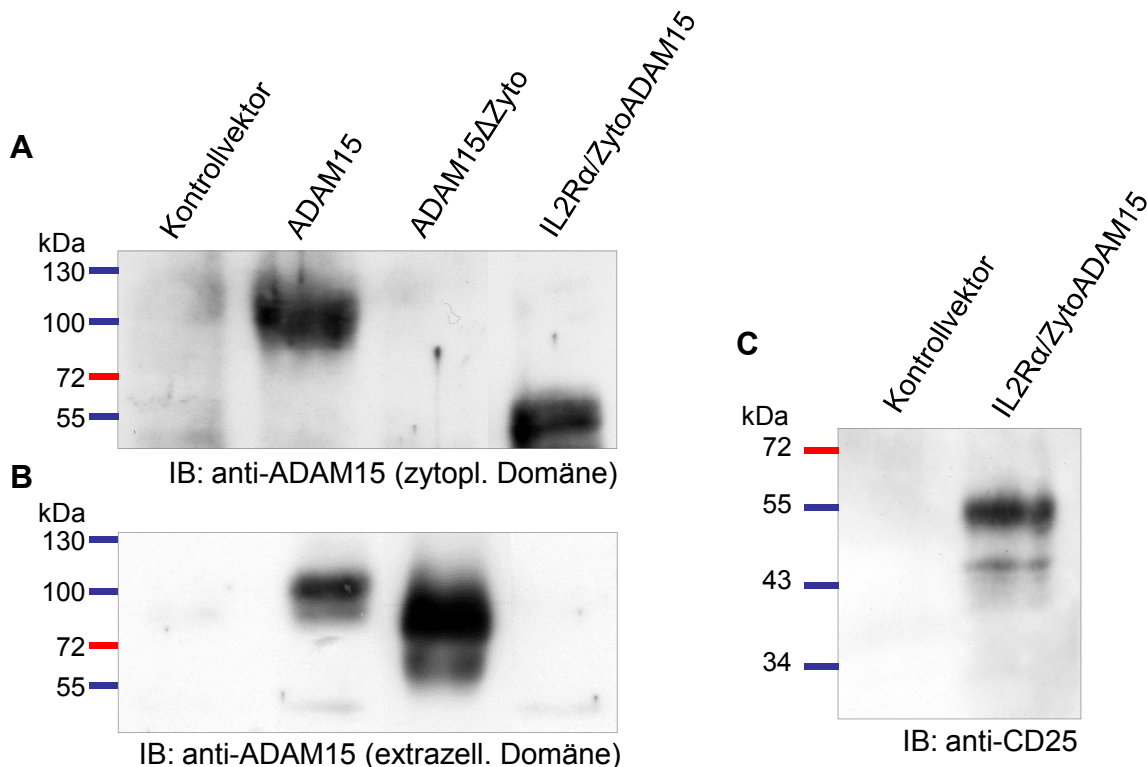 A
Kontrollvektor
ADAM15
ADAM15ΔZyto
IL2Rα/ZytoADAM15
kDa
130
100
72
55
IB: anti-ADAM15 (zytopl. Domäne)
B
kDa
130
100
72
55
IB: anti-ADAM15 (extrazell. Domäne)
C
Kontrollvektor
IL2Rα/ZytoADAM15
kDa
72
55
43
34
IB: anti-CD25